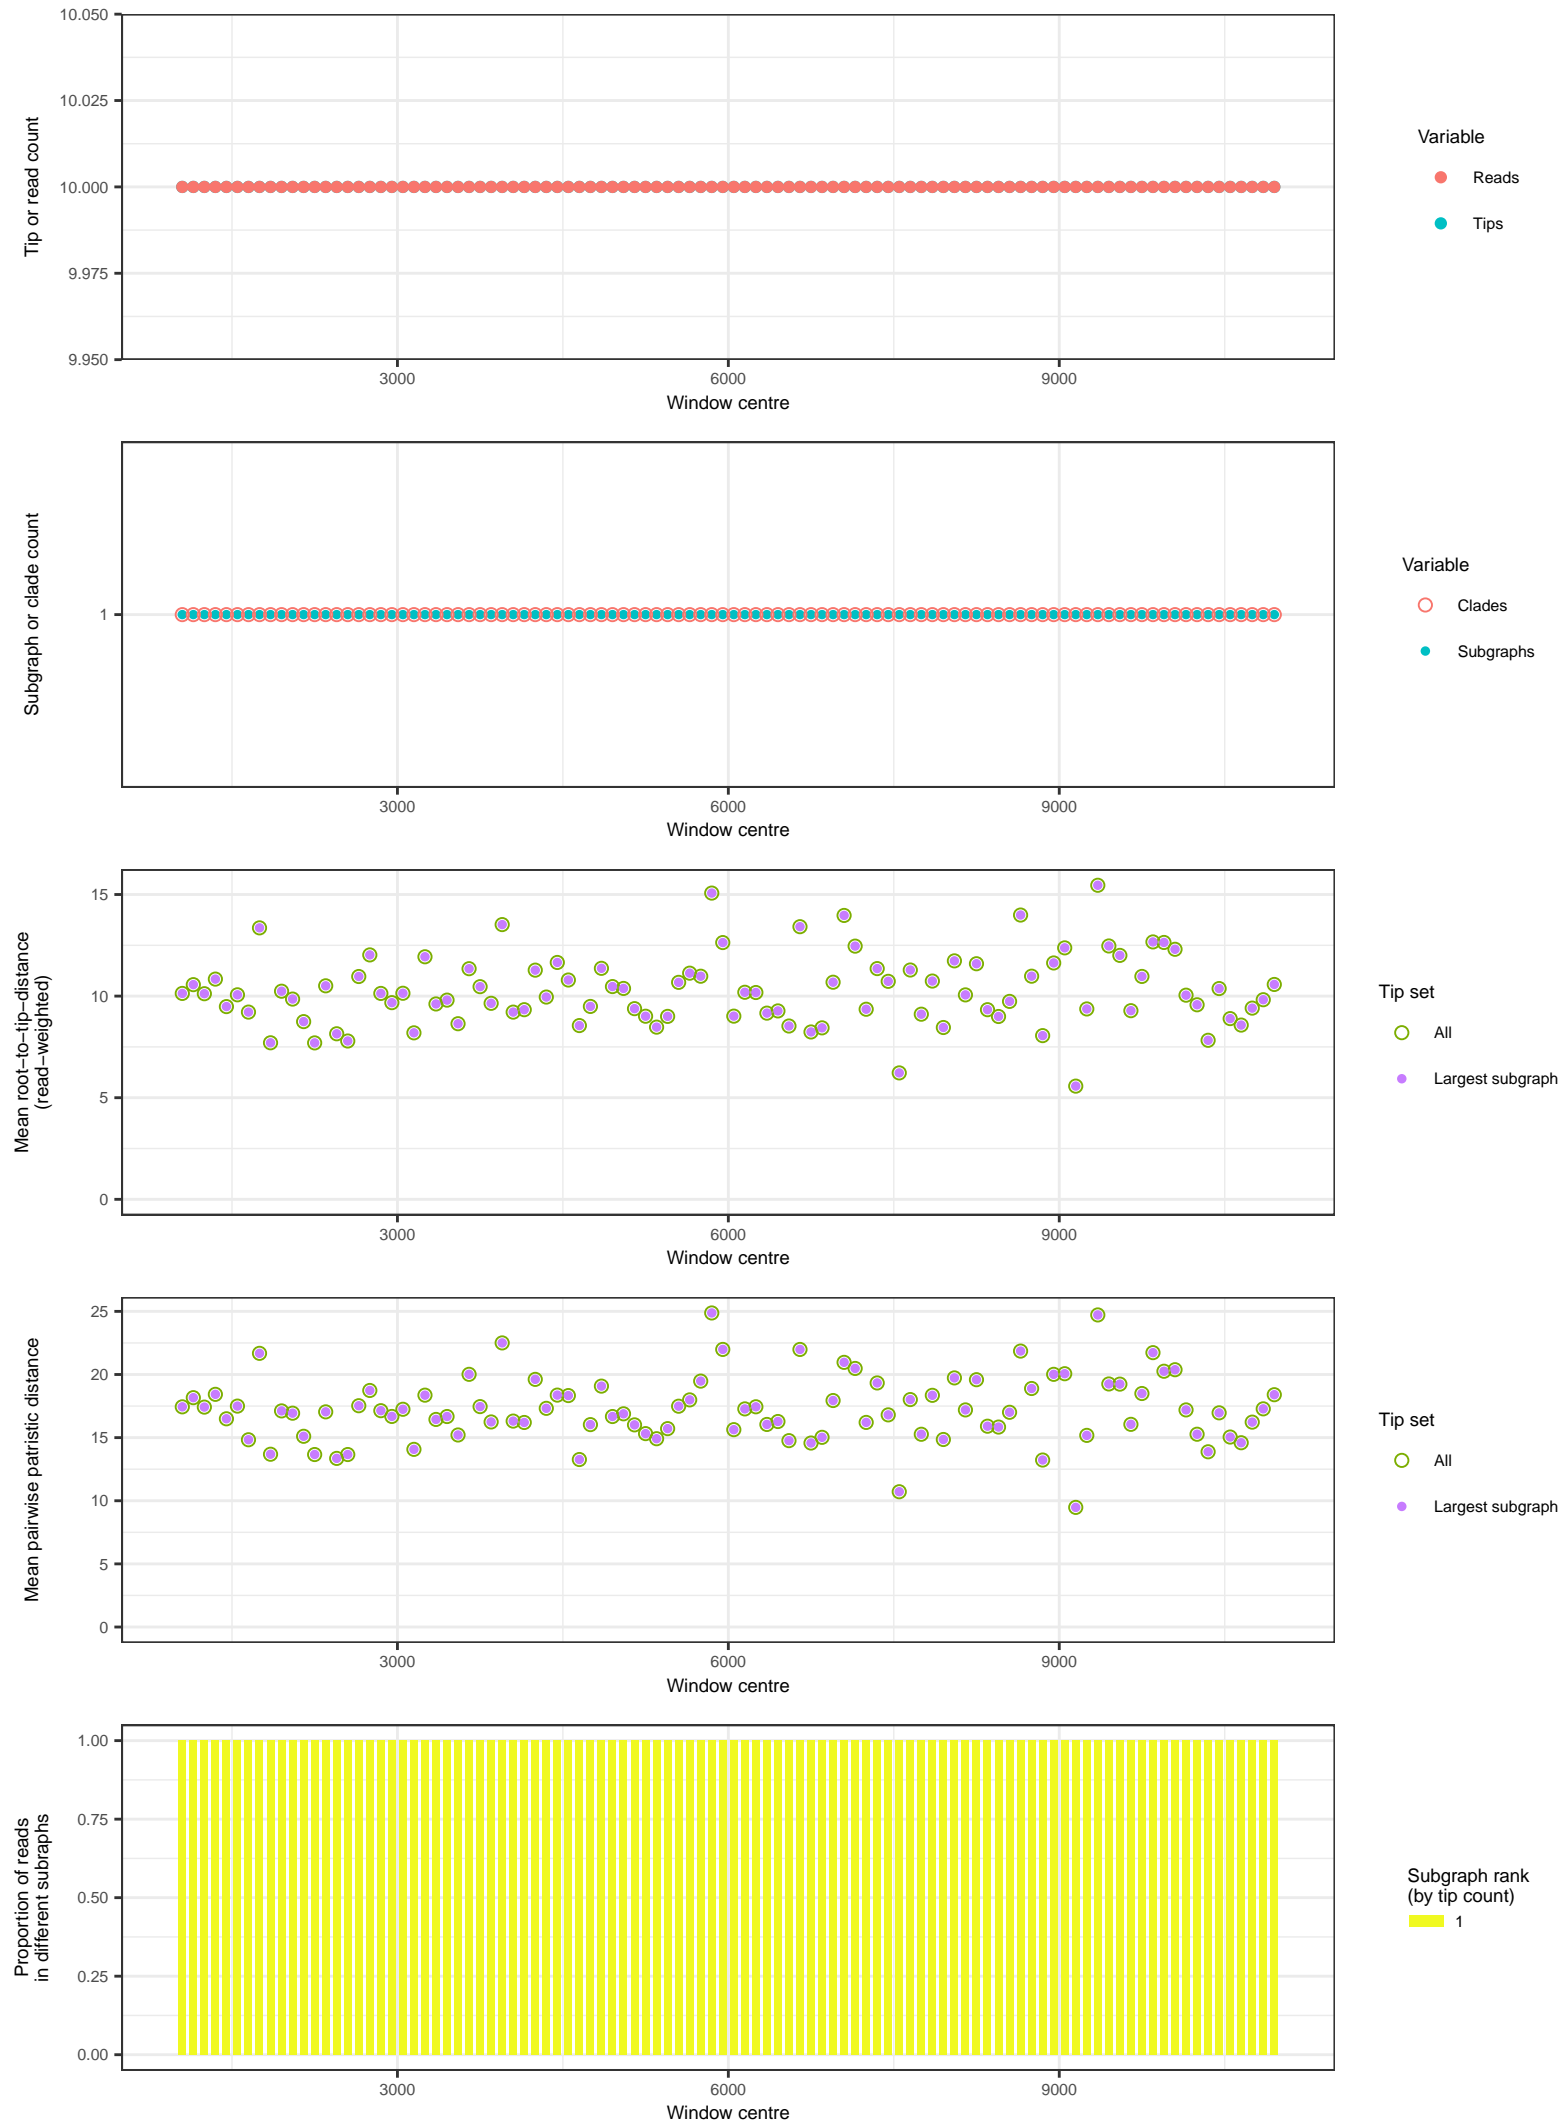 10.050
10.025
10.000
9.975
9.950
Tip or read count
3000
6000
9000
Window centre
Variable
Reads
Tips
1
Subgraph or clade count
3000
6000
9000
Window centre
Variable
Clades
Subgraphs
15
10
5
0
Mean root−to−tip−distance
(read−weighted)
3000
6000
9000
Window centre
Tip set
All
Largest subgraph
25
20
15
10
5
0
Mean pairwise patristic distance
3000
6000
9000
Window centre
Tip set
All
Largest subgraph
1.00
0.75
0.50
0.25
0.00
Proportion of reads
in different subraphs
3000
6000
9000
Window centre
Subgraph rank
(by tip count)
1